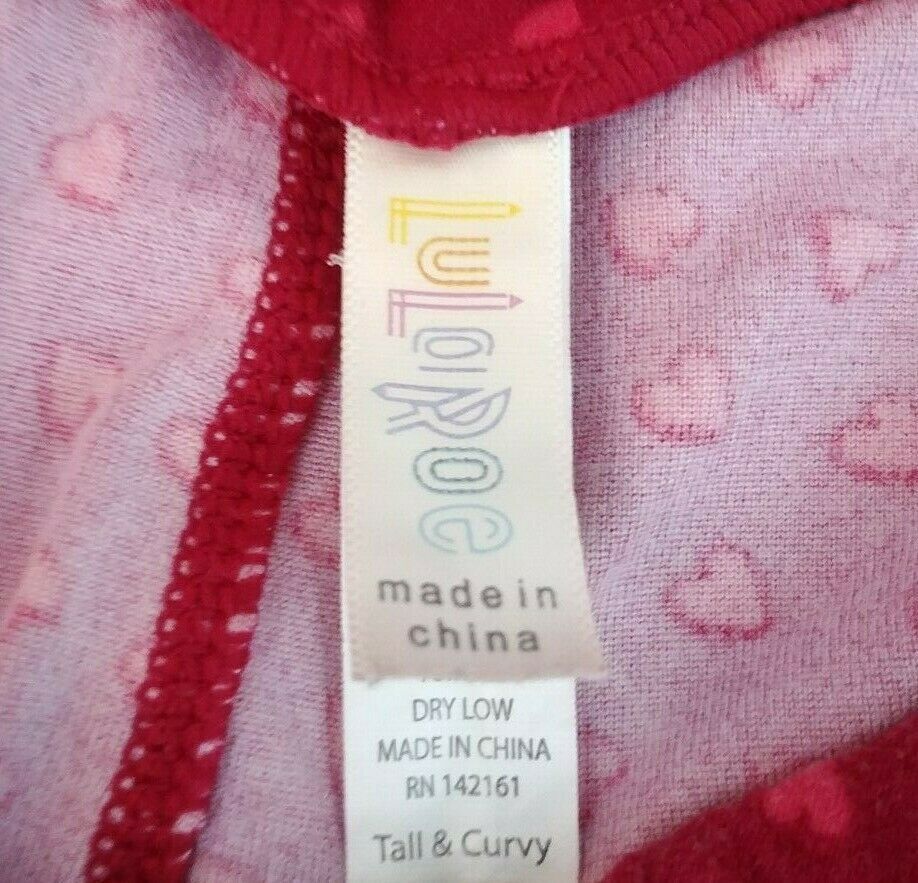 LuLaRoe
made in
china
DRY LOW
MADE IN CHINA
RN 142161
Tall & Curvy